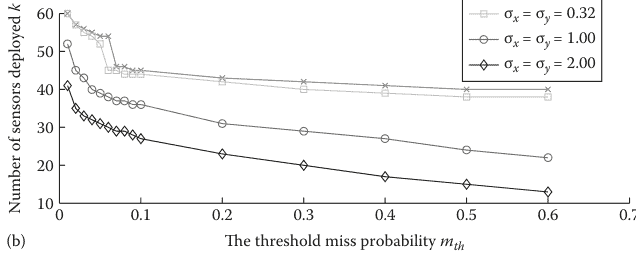 60
50
40
30
20
10
Number of sensors deployed k
σx = σy = 0.32
σx = σy = 1.00
σx = σy = 2.00
0 0.1 0.2 0.3 0.4 0.5 0.6 0.7
(b) The threshold miss probability mth